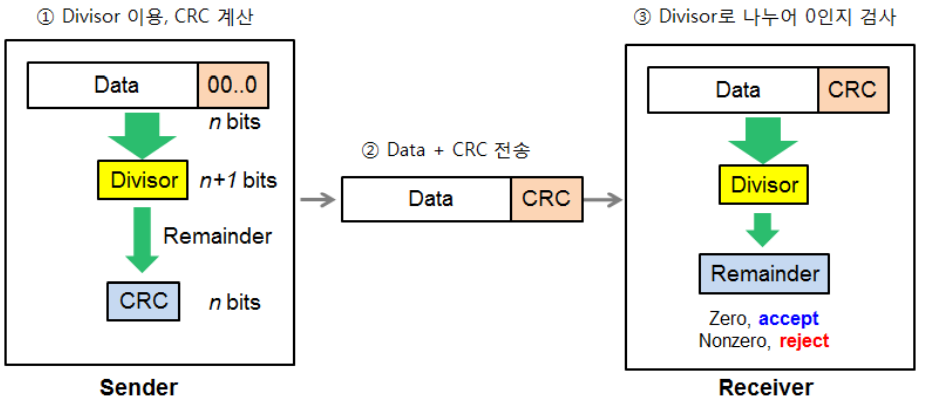 ① Divisor 이용, CRC 계산
Data
00..0
n bits
Divisor
n+1 bits
Remainder
CRC
n bits
Sender
② Data + CRC 전송
Data
CRC
③ Divisor로 나누어 0인지 검사
Data
CRC
Divisor
Remainder
Zero, accept
Nonzero, reject
Receiver